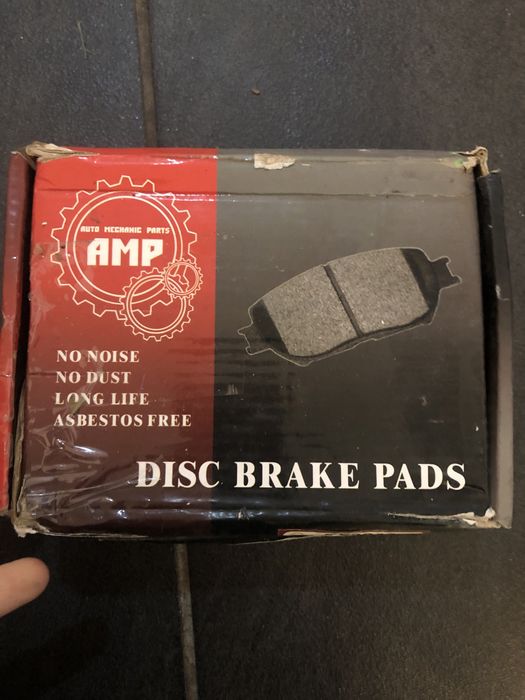 AUTO MECHANIC PARTS
AMP
NO NOISE
NO DUST
LONG LIFE
ASBESTOS FREE
DISC BRAKE PADS